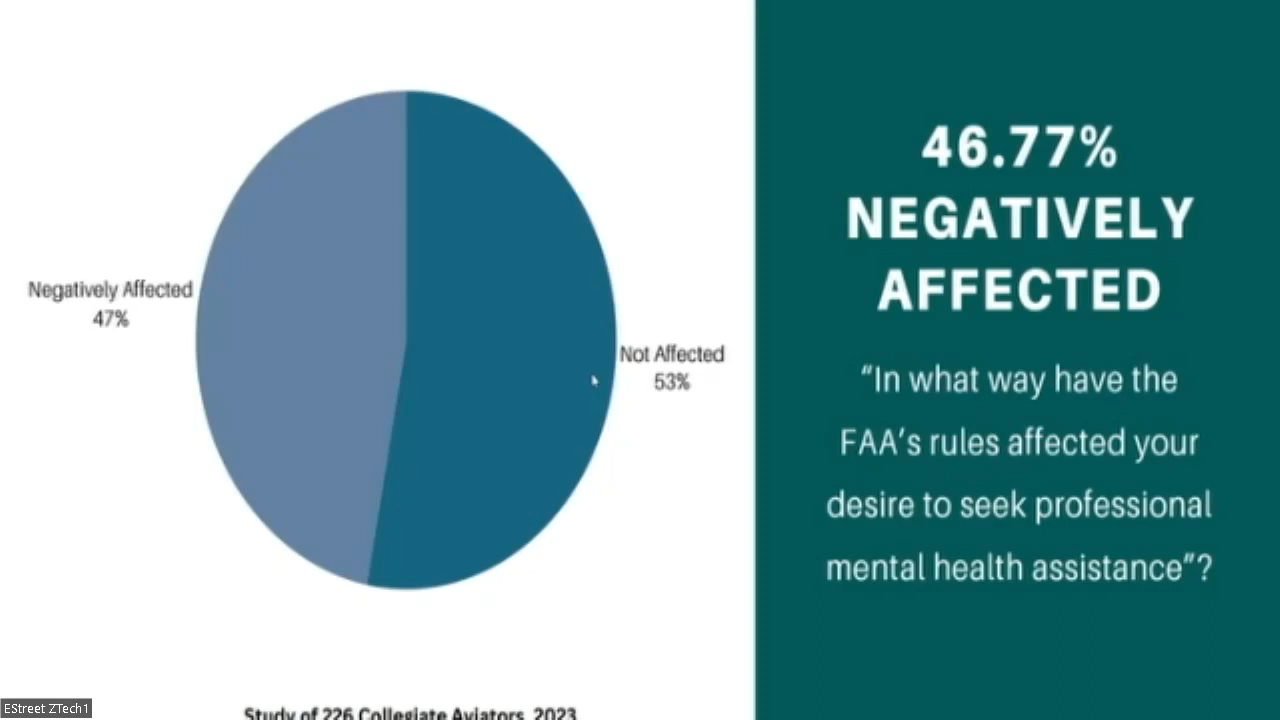 46.77%
NEGATIVELY
AFFECTED
"In what way have the
FAA's rules affected your
desire to seek professional
mental health assistance"?
Negatively Affected
47%
Not Affected
53%
Study of 226 Collegiate Aviators, 2023
EStreet ZTech1